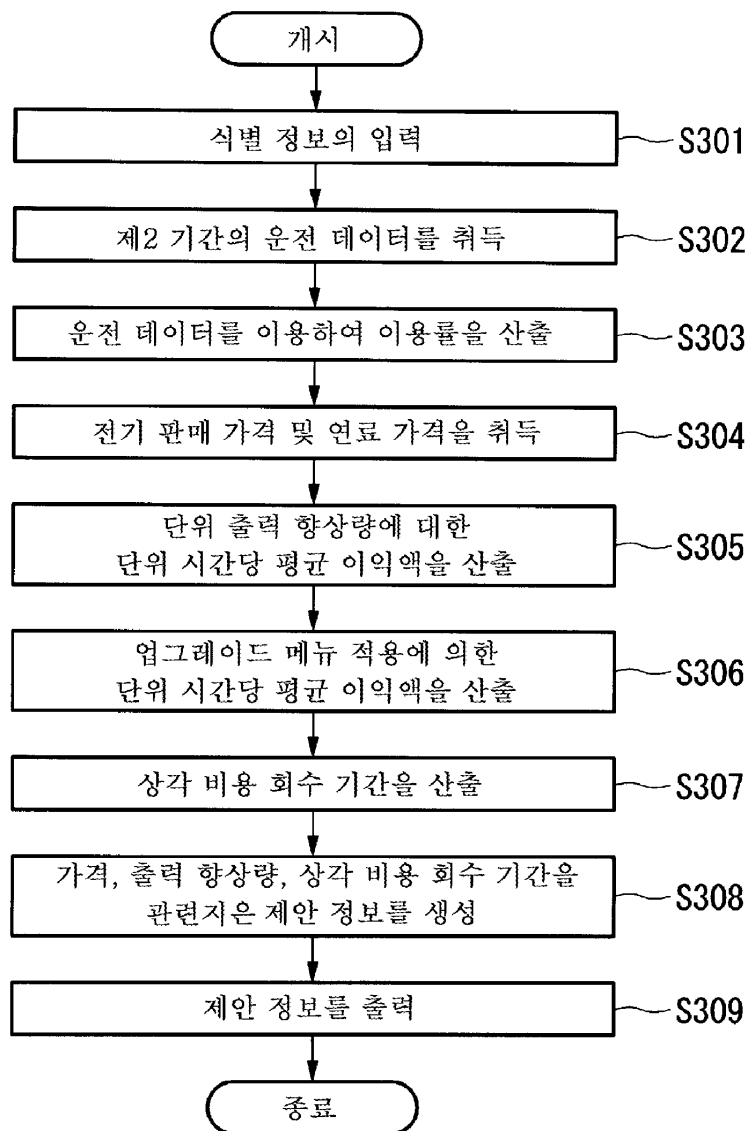 개시
식별 정보의 입력
S301
제2 기간의 운전 데이터를 취득
S302
운전 데이터를 이용하여 이용률을 산출
S303
전기 판매 가격 및 연료 가격을 취득
S304
단위 출력 향상량에 대한
단위 시간당 평균 이익액을 산출
S305
업그레이드 메뉴 적용에 의한
단위 시간당 평균 이익액을 산출
S306
상각 비용 회수 기간을 산출
S307
가격, 출력 향상량, 상각 비용 회수 기간을
관련지은 제안 정보를 생성
S308
제안 정보를 출력
S309
종료